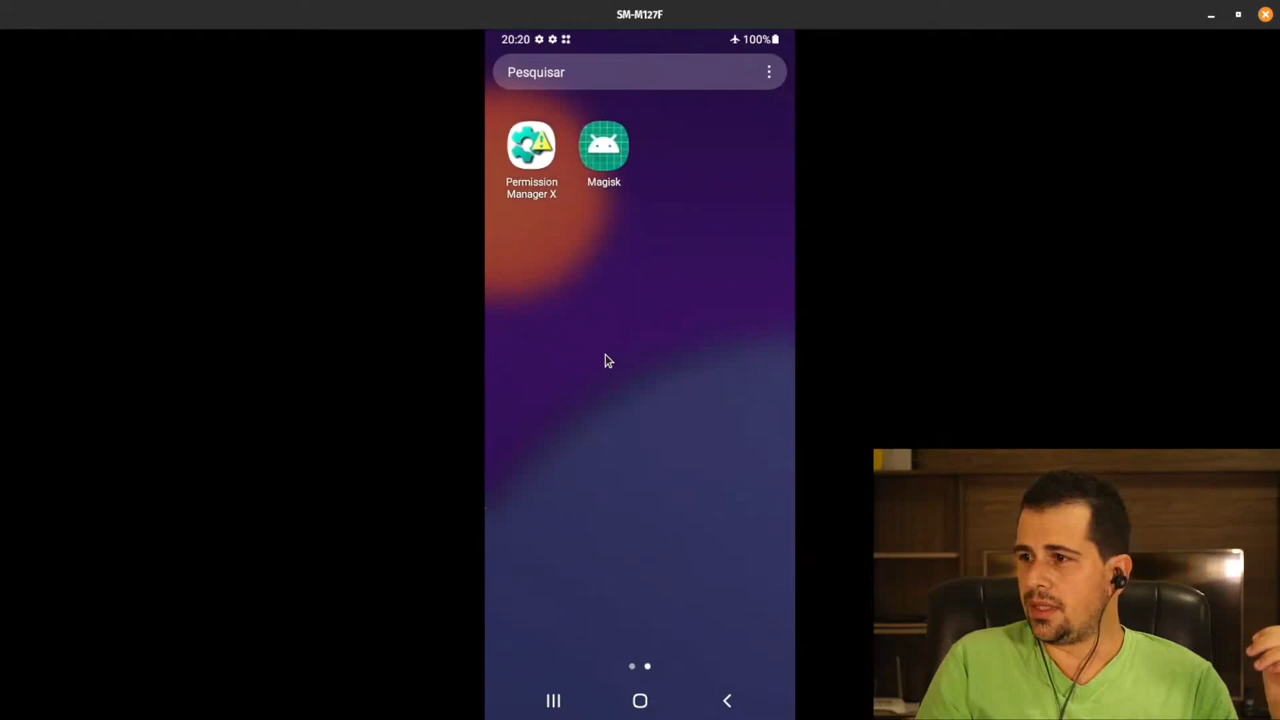 SM-M127F
20:20
100%
Pesquisar
Permission
Manager X
Magisk